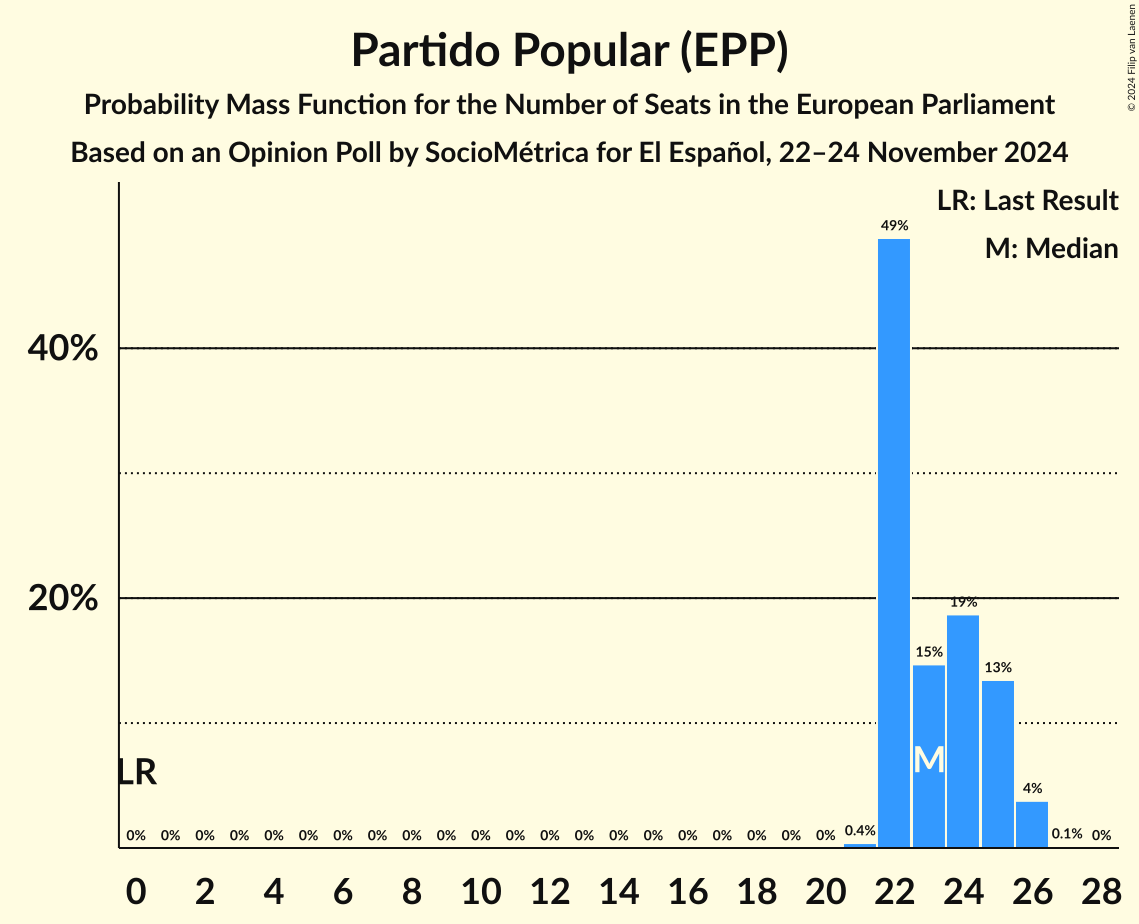 Partido Popular (EPP)
Probability Mass Function for the Number of Seats in the European Parliament
Based on an Opinion Poll by SocioMétrica for El Español, 22–24 November 2024
© 2024 Filip van Laenen
LR: Last Result
M: Median
49%
40%
20%
19%
15%
13%
M
LR
4%
0% 0% 0% 0% 0% 0% 0% 0% 0% 0% 0% 0% 0% 0% 0% 0% 0% 0% 0% 0% 0% 0.4% 0.1% 0%
0 2 4 6 8 10 12 14 16 18 20 22 24 26 28